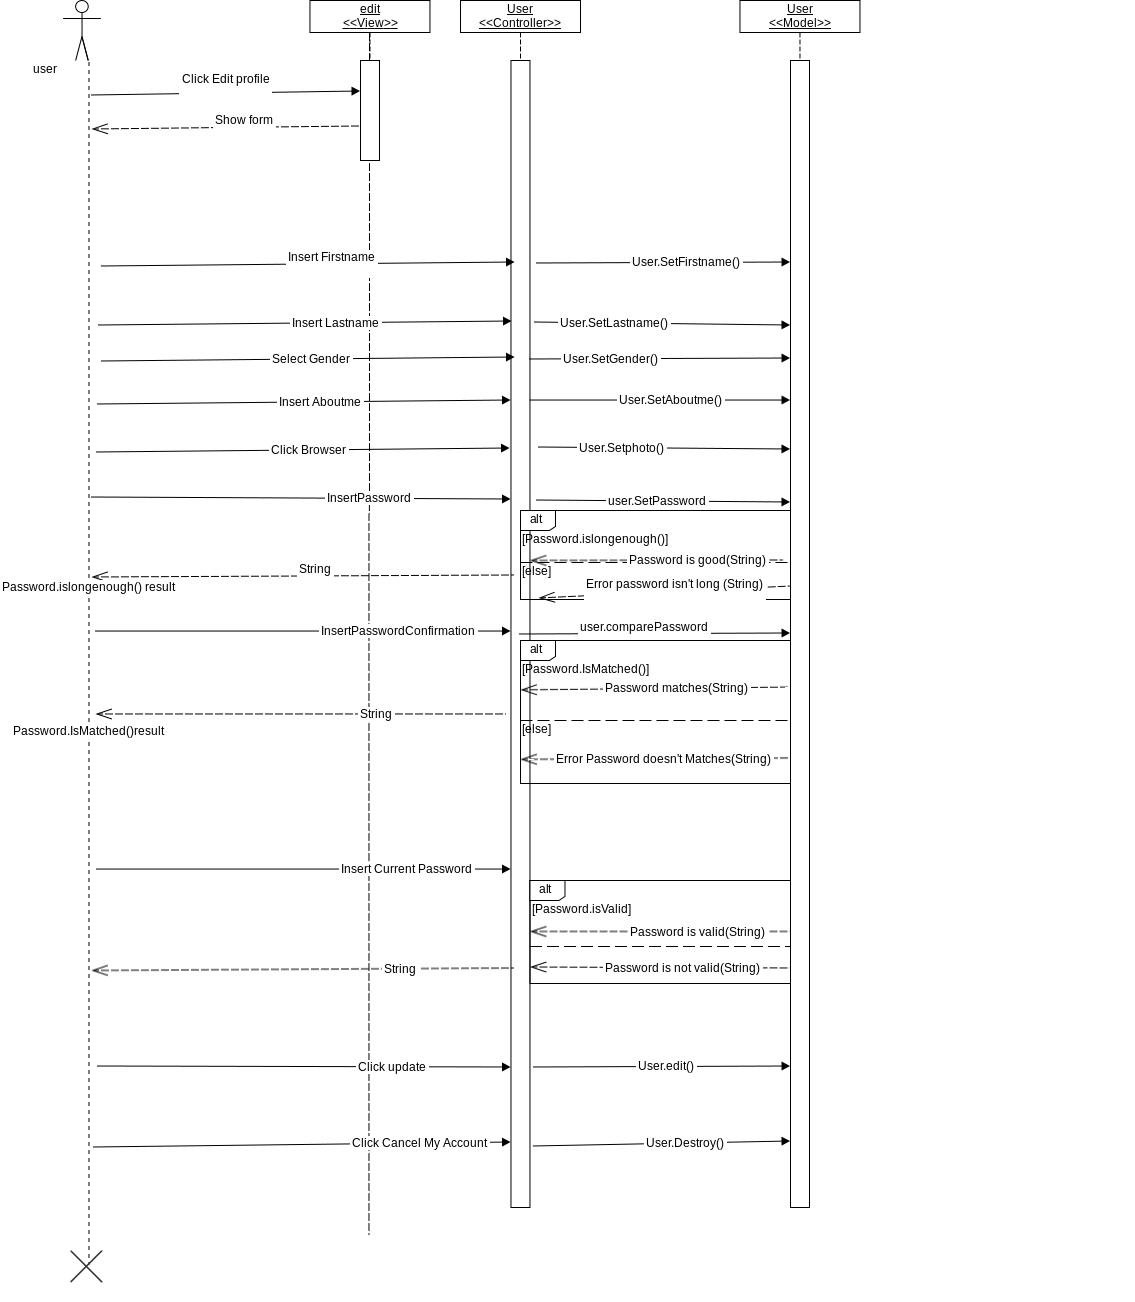 edit
<<View>>
User
<<Controller>>
User
<<Model>>
user
Click Edit profile
Show form
Insert Firstname
User.SetFirstname()
Insert Lastname
User.SetLastname()
Select Gender
User.SetGender()
Insert Aboutme
User.SetAboutme()
Click Browser
User.Setphoto()
InsertPassword
user.SetPassword
alt
[Password.islongenough()]
Password is good(String)
String
[else]
Error password isn't long (String)
Password.islongenough() result
InsertPasswordConfirmation
user.comparePassword
alt
[Password.IsMatched()]
Password matches(String)
String
Password.IsMatched()result
[else]
Error Password doesn't Matches(String)
Insert Current Password
alt
[Password.isValid]
Password is valid(String)
String
Password is not valid(String)
Click update
User.edit()
Click Cancel My Account
User.Destroy()